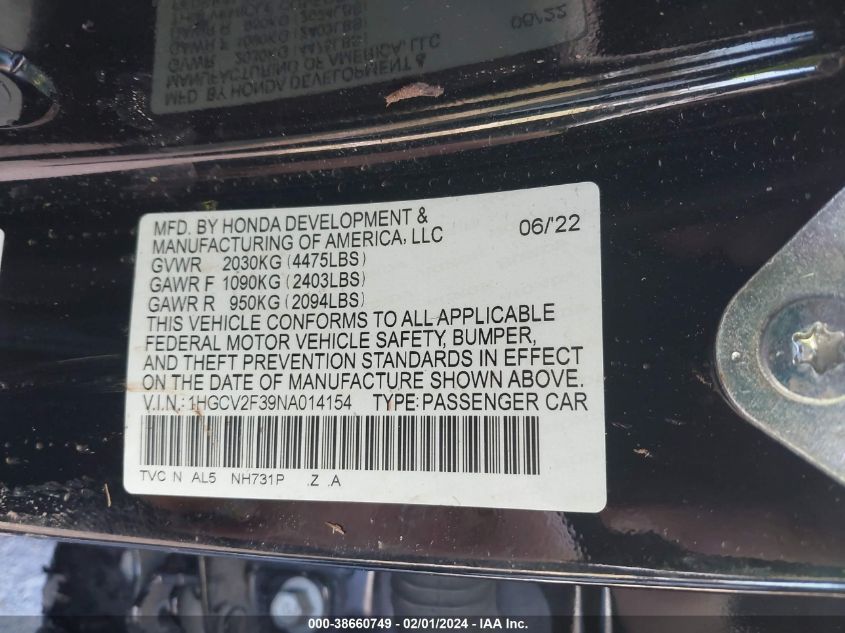 MFD. BY HONDA DEVELOPMENT & 06/'22
MANUFACTURING OF AMERICA, LLC
GVWR 2030KG (4475LBS)
GAWR F 1090KG (2403LBS)
GAWR R 950KG (2094LBS)
THIS VEHICLE CONFORMS TO ALL APPLICABLE
FEDERAL MOTOR VEHICLE SAFETY, BUMPER,
AND THEFT PREVENTION STANDARDS IN EFFECT
ON THE DATE OF MANUFACTURE SHOWN ABOVE.
V.I.N.: 1HGCV2F39NA014154 TYPE: PASSENGER CAR
TVC N AL5 NH731P .Z .A
000-38660749 / 02/01/2024 - IAA Inc.